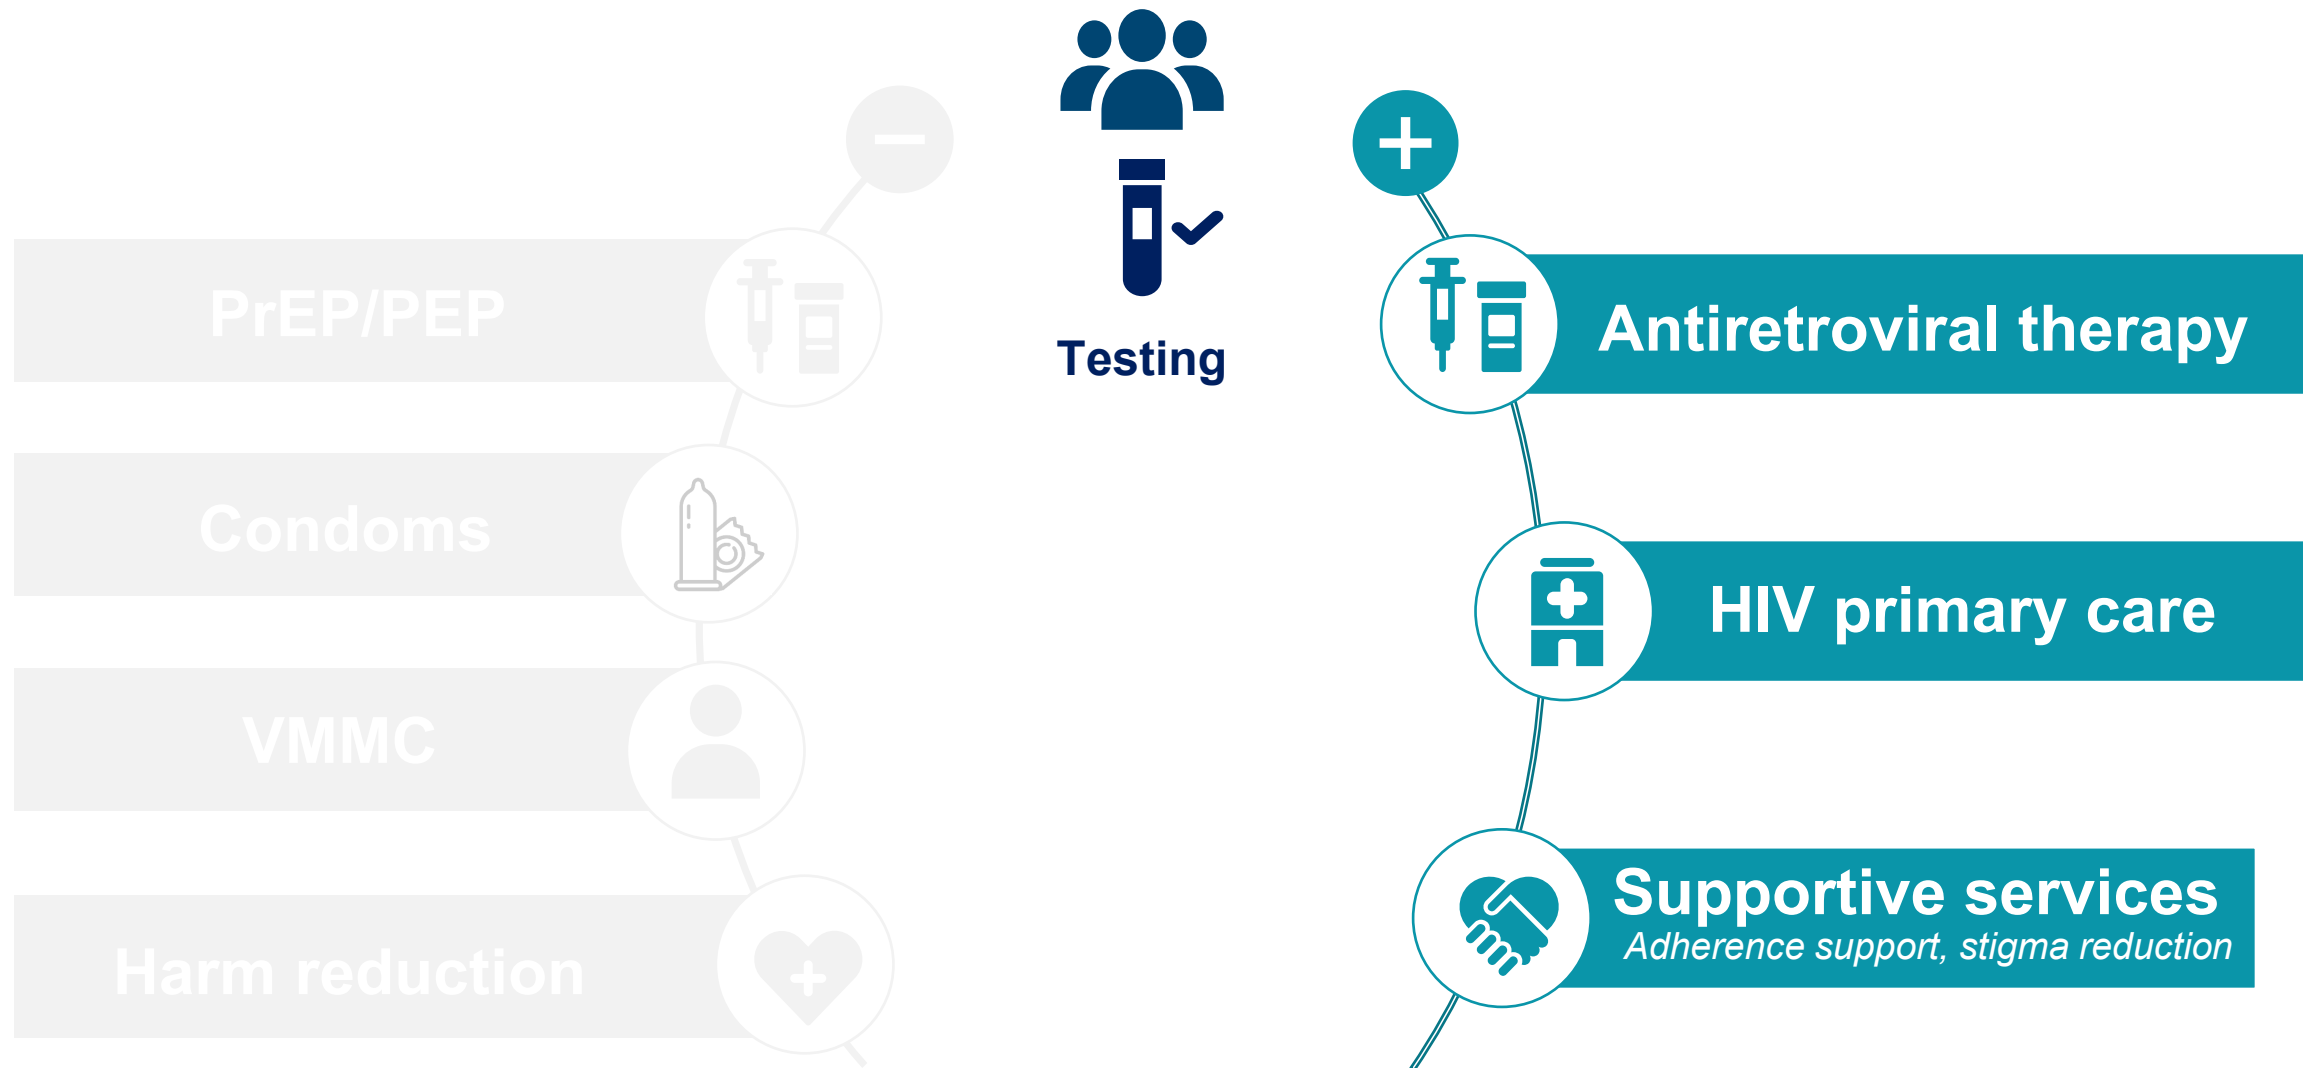 Testing
PrEP/PEP
Condoms
VMMC
Harm reduction
Antiretroviral therapy
HIV primary care
Supportive services
Adherence support, stigma reduction